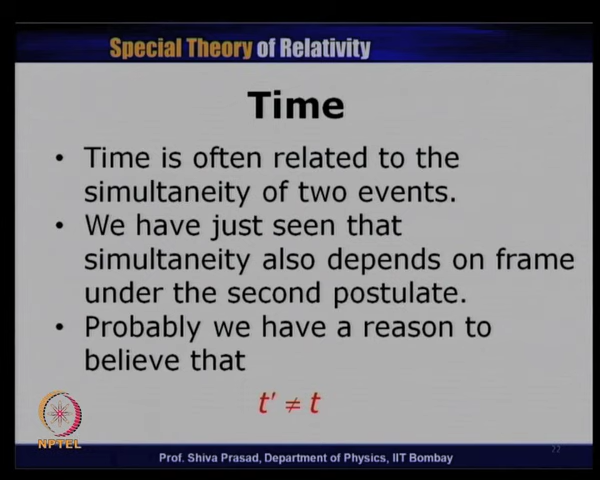 Special Theory of Relativity
Time
• Time is often related to the
simultaneity of two events.
• We have just seen that
simultaneity also depends on frame
under the second postulate.
• Probably we have a reason to
believe that
t′ ≠ t
NPTEL
Prof. Shiva Prasad, Department of Physics, IIT Bombay